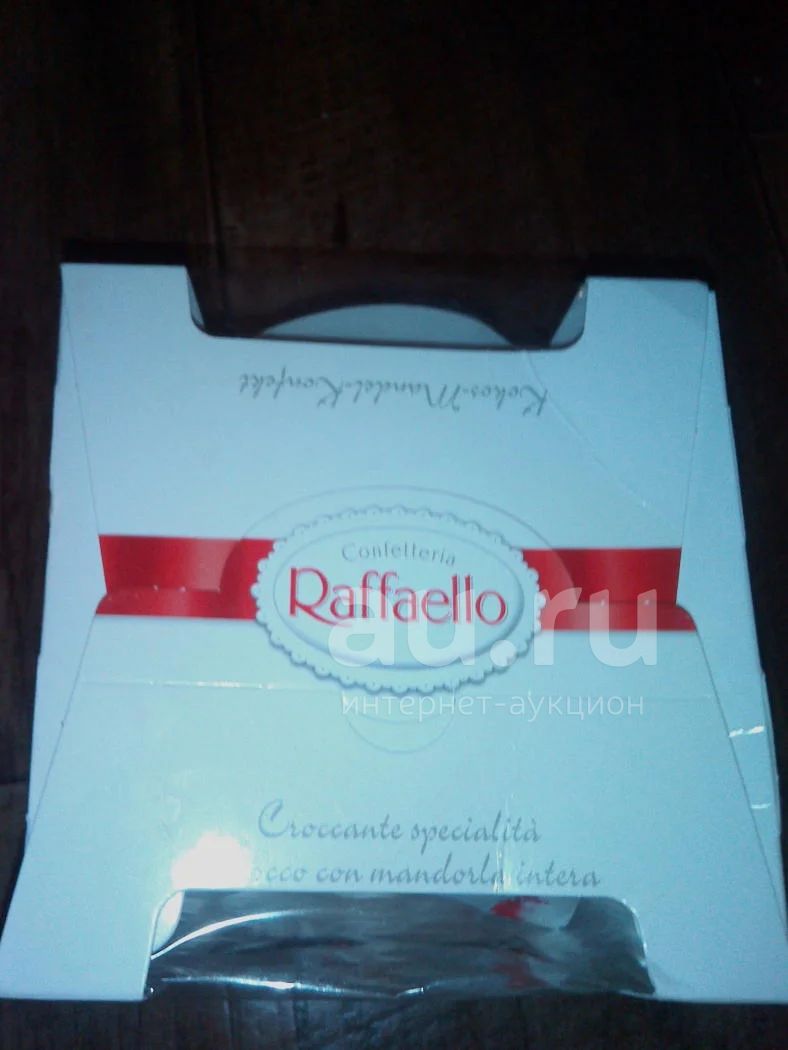 Kokos-Mandel-Konfekt
Confetteria
Raffaello
au.ru
интернет-аукцион
Croccante specialità
con mandorla intera